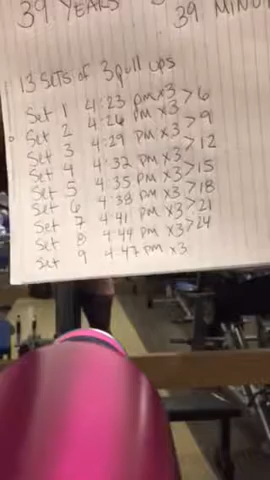 39 YEARS 39 MINU
13 SETS OF 3 pull ups
Set 1 4:23 pm x3 > 6
Set 2 4:26 pm x3 > 9
Set 3 4:29 pm x3 > 12
Set 4 4:32 pm x3 > 15
Set 5 4:35 pm x3 > 18
Set 6 4:38 pm x3 > 21
Set 7 4:41 pm x3 > 24
Set 8 4:44 pm x3
Set 9 4:47 pm x3